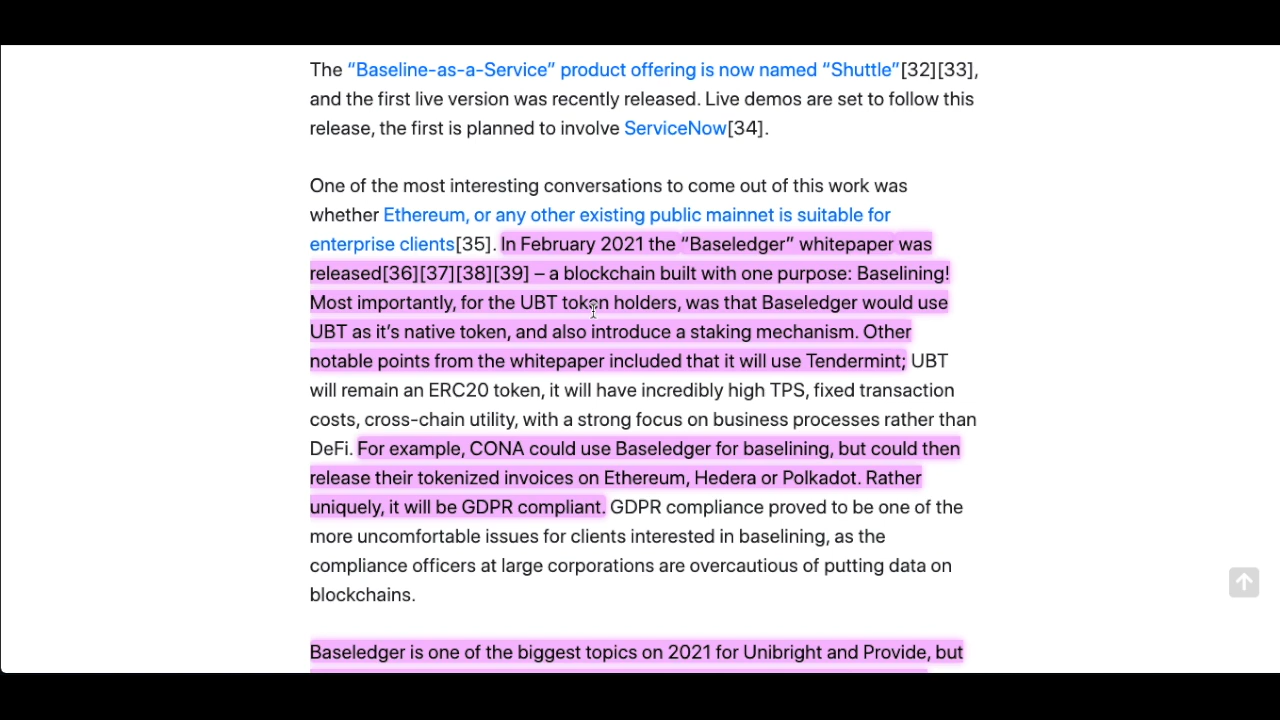 The “Baseline-as-a-Service” product offering is now named “Shuttle”[32][33],
and the first live version was recently released. Live demos are set to follow this
release, the first is planned to involve ServiceNow[34].
One of the most interesting conversations to come out of this work was
whether Ethereum, or any other existing public mainnet is suitable for
enterprise clients[35]. In February 2021 the “Baseledger” whitepaper was
released[36][37][38][39] – a blockchain built with one purpose: Baselining!
Most importantly, for the UBT token holders, was that Baseledger would use
UBT as it’s native token, and also introduce a staking mechanism. Other
notable points from the whitepaper included that it will use Tendermint; UBT
will remain an ERC20 token, it will have incredibly high TPS, fixed transaction
costs, cross-chain utility, with a strong focus on business processes rather than
DeFi. For example, CONA could use Baseledger for baselining, but could then
release their tokenized invoices on Ethereum, Hedera or Polkadot. Rather
uniquely, it will be GDPR compliant. GDPR compliance proved to be one of the
more uncomfortable issues for clients interested in baselining, as the
compliance officers at large corporations are overcautious of putting data on
blockchains.
Baseledger is one of the biggest topics on 2021 for Unibright and Provide, but